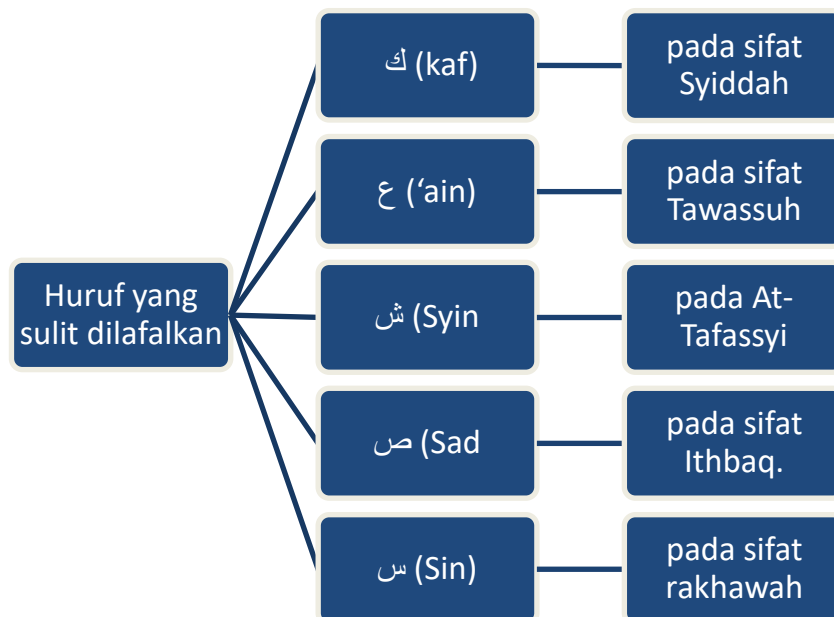 Huruf yang
sulit dilafalkan
ك (kaf)
pada sifat
Syiddah
ع (‘ain)
pada sifat
Tawassuh
ش (Syin
pada At-
Tafassyi
ص (Sad
pada sifat
Ithbaq.
س (Sin)
pada sifat
rakhawah